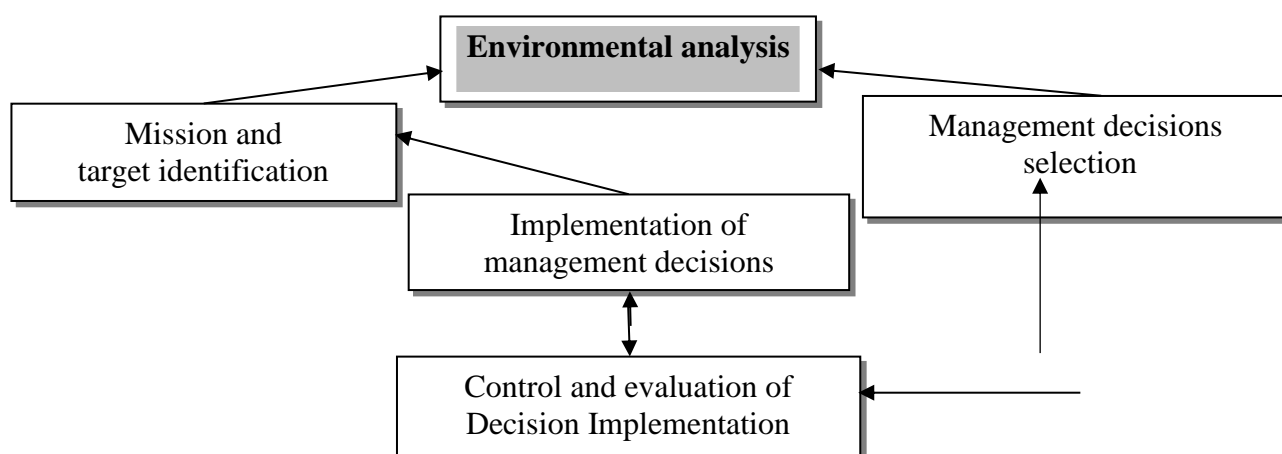 Environmental analysis
Mission and
target identification
Management decisions
selection
Implementation of
management decisions
Control and evaluation of
Decision Implementation